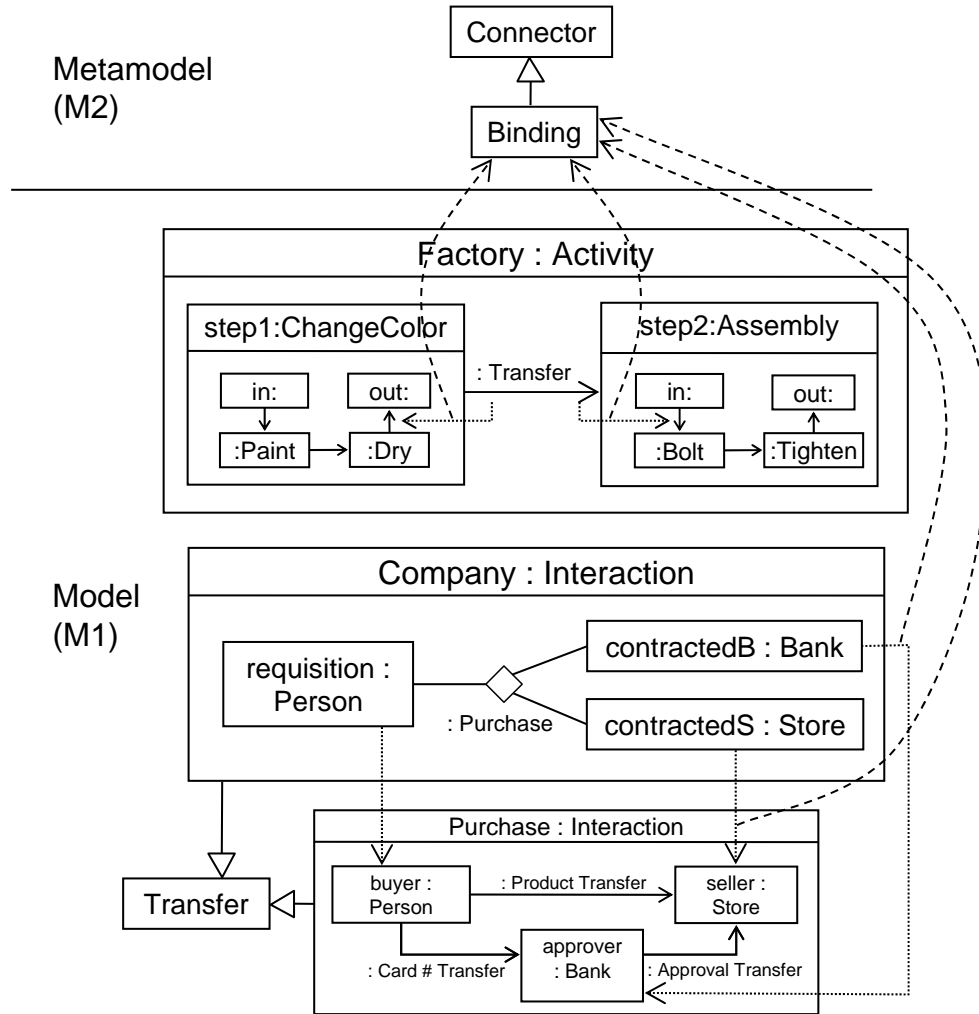 Connector
Metamodel
(M2)
Binding
Factory : Activity
step1:ChangeColor
step2:Assembly
: Transfer
in:
out:
in:
out:
:Paint
:Dry
:Bolt
:Tighten
Company : Interaction
Model
(M1)
requisition :
Person
contractedB : Bank
: Purchase
contractedS : Store
Purchase : Interaction
Transfer
buyer :
Person
: Product Transfer
seller :
Store
: Card # Transfer
approver
: Bank
: Approval Transfer